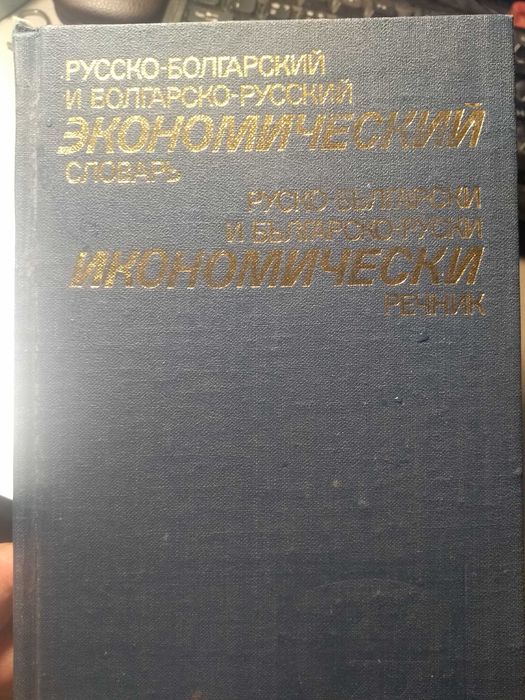 РУССКО-БОЛГАРСКИЙ
И БОЛГАРСКО-РУССКИЙ
ЭКОНОМИЧЕСКИЙ
СЛОВАРЬ
РУСКО-БЪЛГАРСКИ
И БЪЛГАРСКО-РУСКИ
ИКОНОМИЧЕСКИ
РЕЧНИК